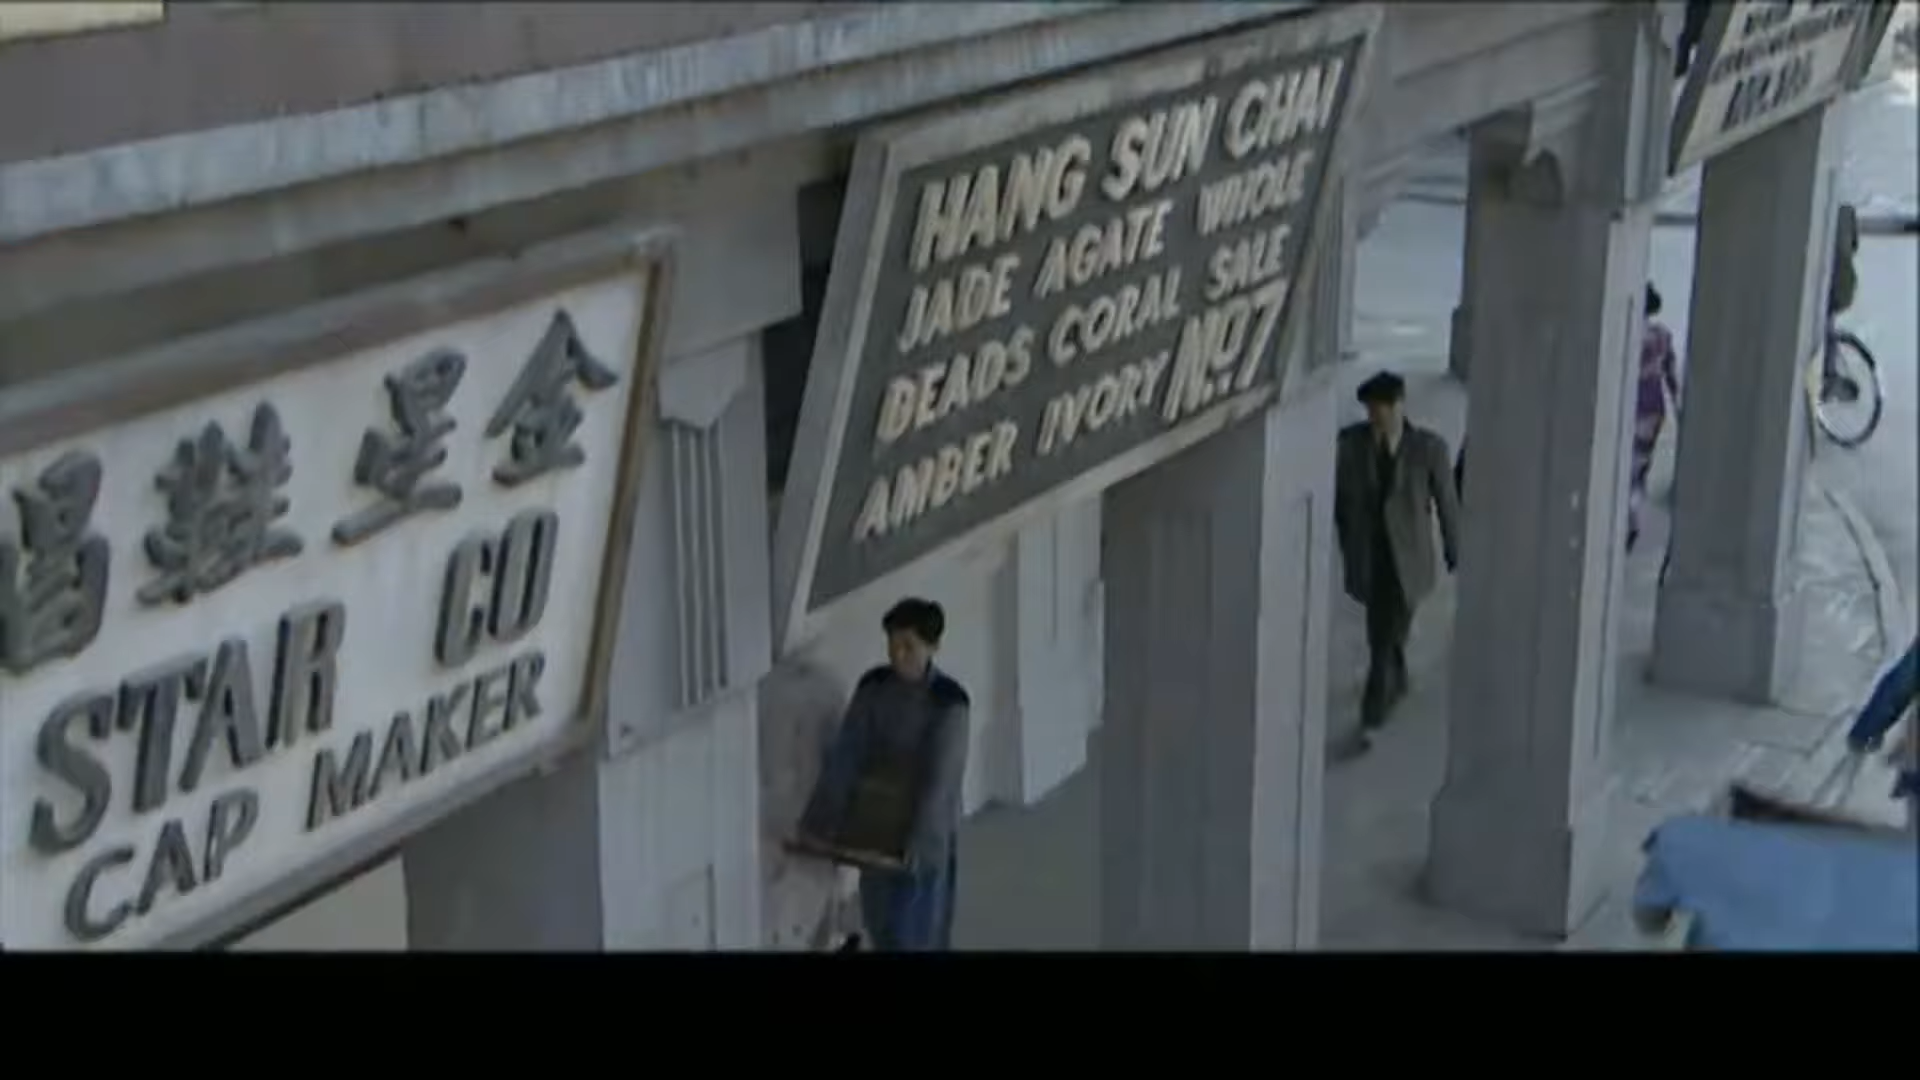 金星鞋昌
STAR CO
CAP MAKER
HANG SUN CHAI
JADE AGATE WHOLE
BEADS CORAL SALE
AMBER IVORY No7